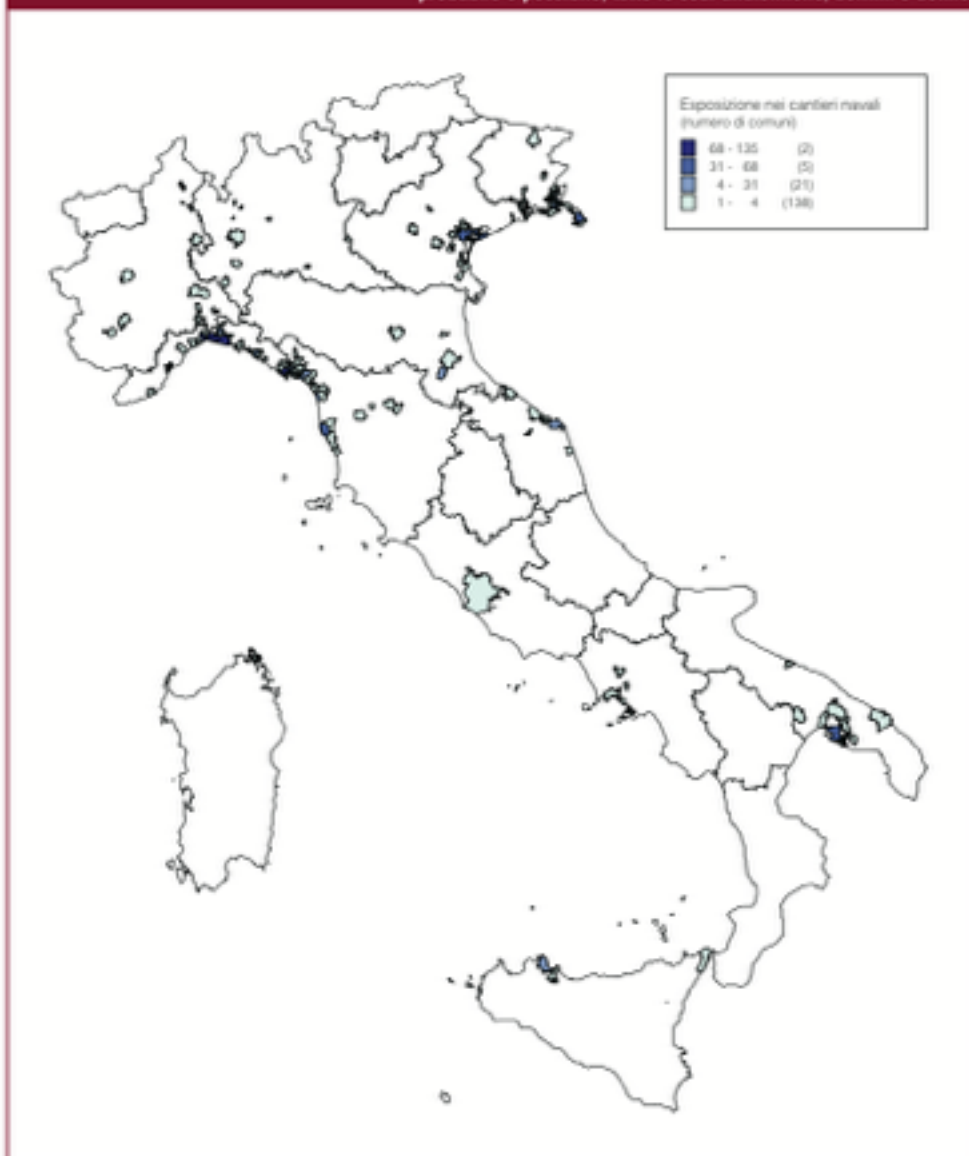 Esposizione nei cantieri navali
(numero di comuni)
68 - 135 (2)
31 - 68 (5)
4 - 31 (21)
1 - 4 (138)